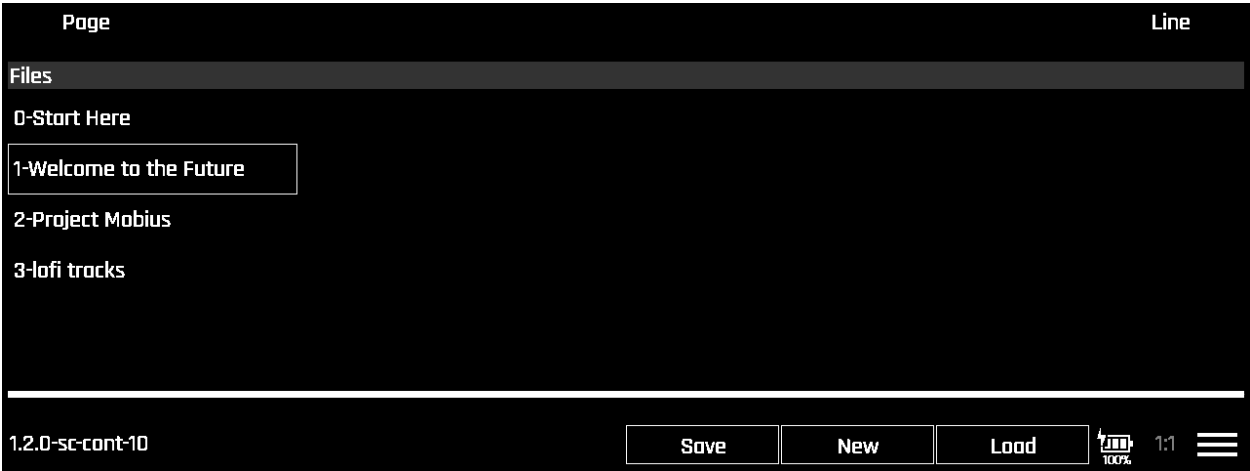 Page Line
Files
0-Start Here
1-Welcome to the Future
2-Project Mobius
3-lofi tracks
1.2.0-sc-cont-10 Save New Load 100% 1:1